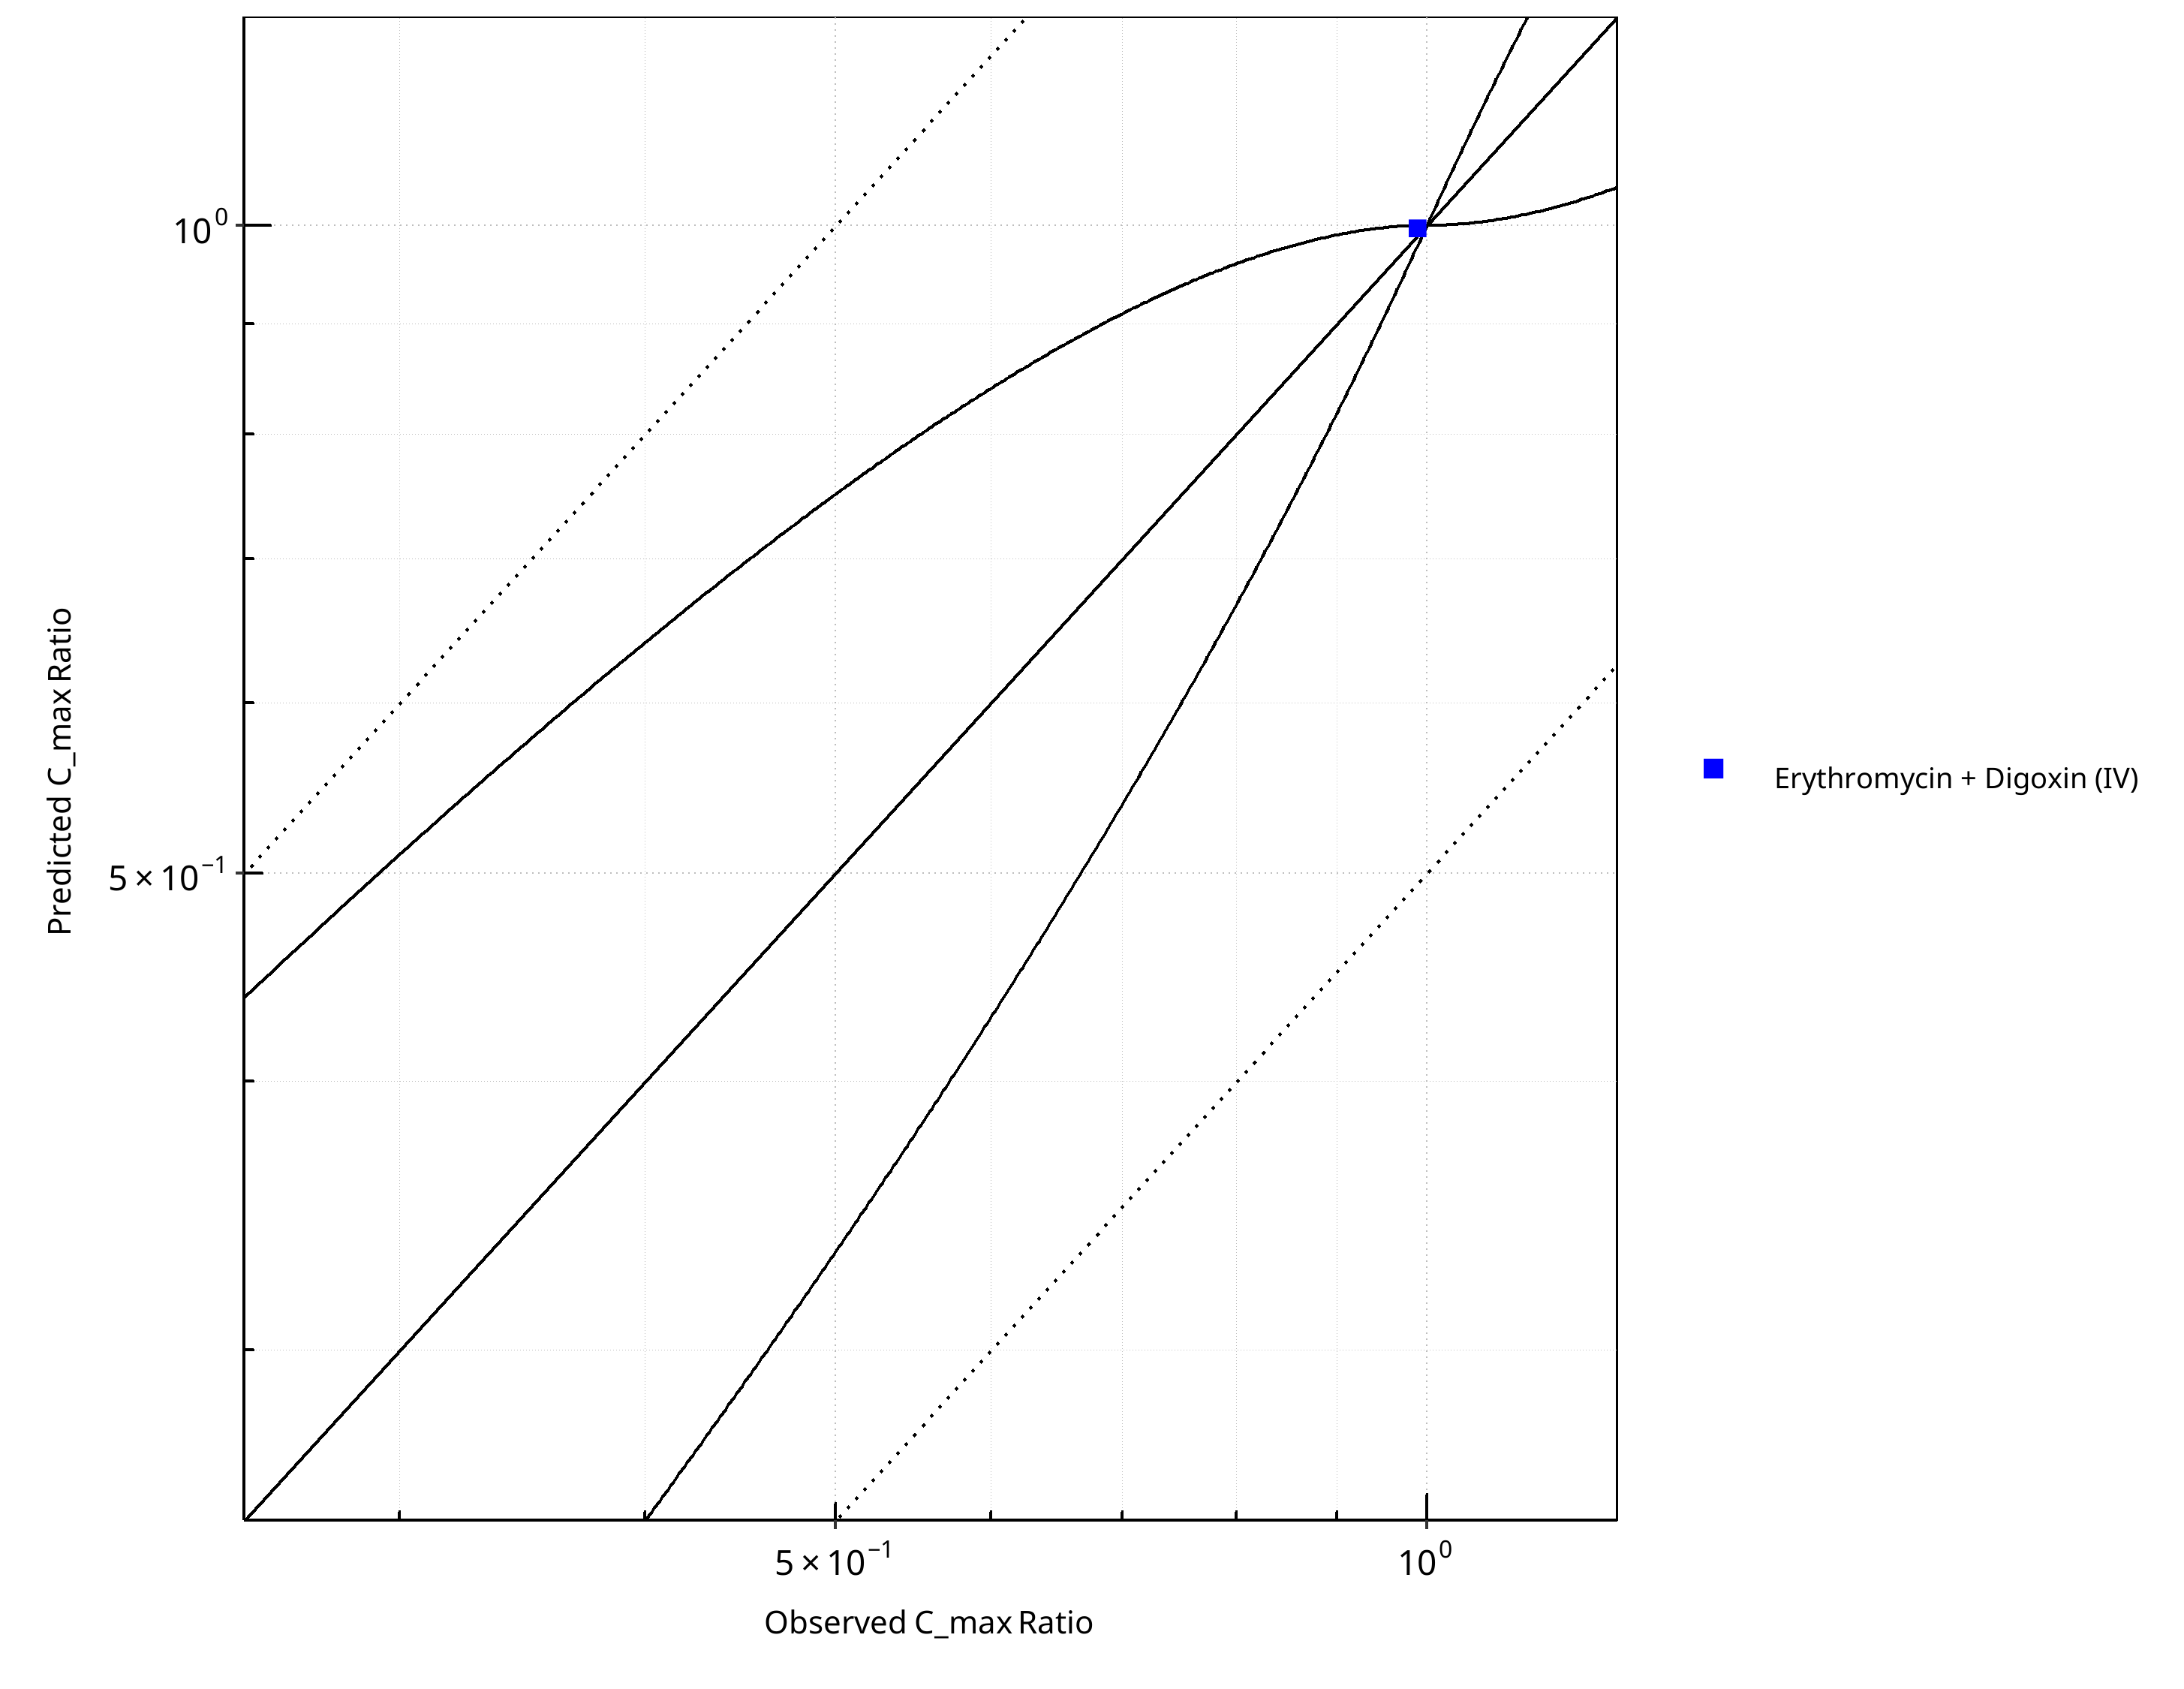 10⁰
5 × 10⁻¹
Predicted C_max Ratio
5 × 10⁻¹
10⁰
Observed C_max Ratio
Erythromycin + Digoxin (IV)